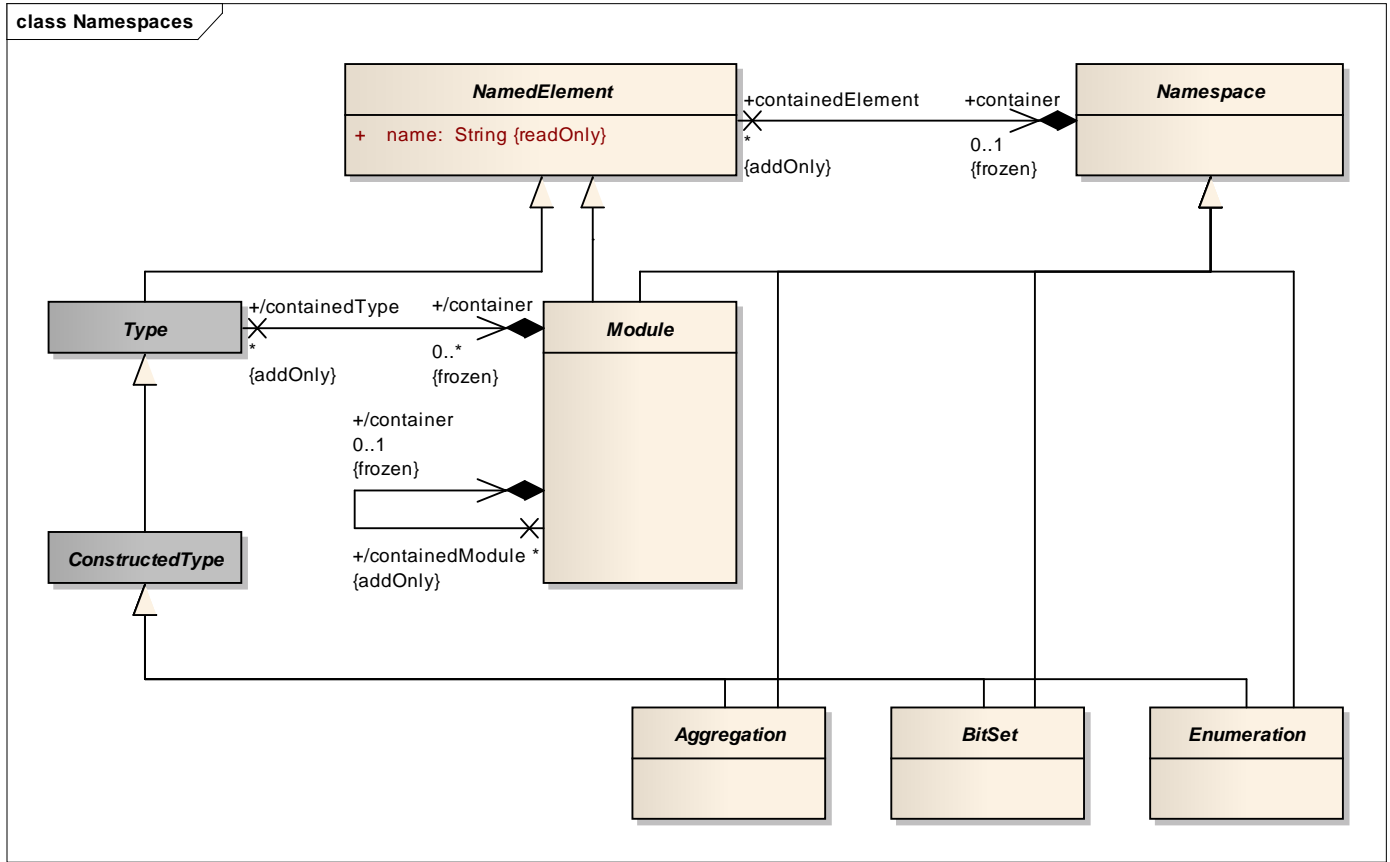 class Namespaces
NamedElement
+ name: String {readOnly}
+containedElement
*
{addOnly}
+container
0..1
{frozen}
Namespace
Type
+/containedType
*
{addOnly}
+/container
0..*
{frozen}
Module
+/container
0..1
{frozen}
+/containedModule *
{addOnly}
ConstructedType
Aggregation
BitSet
Enumeration